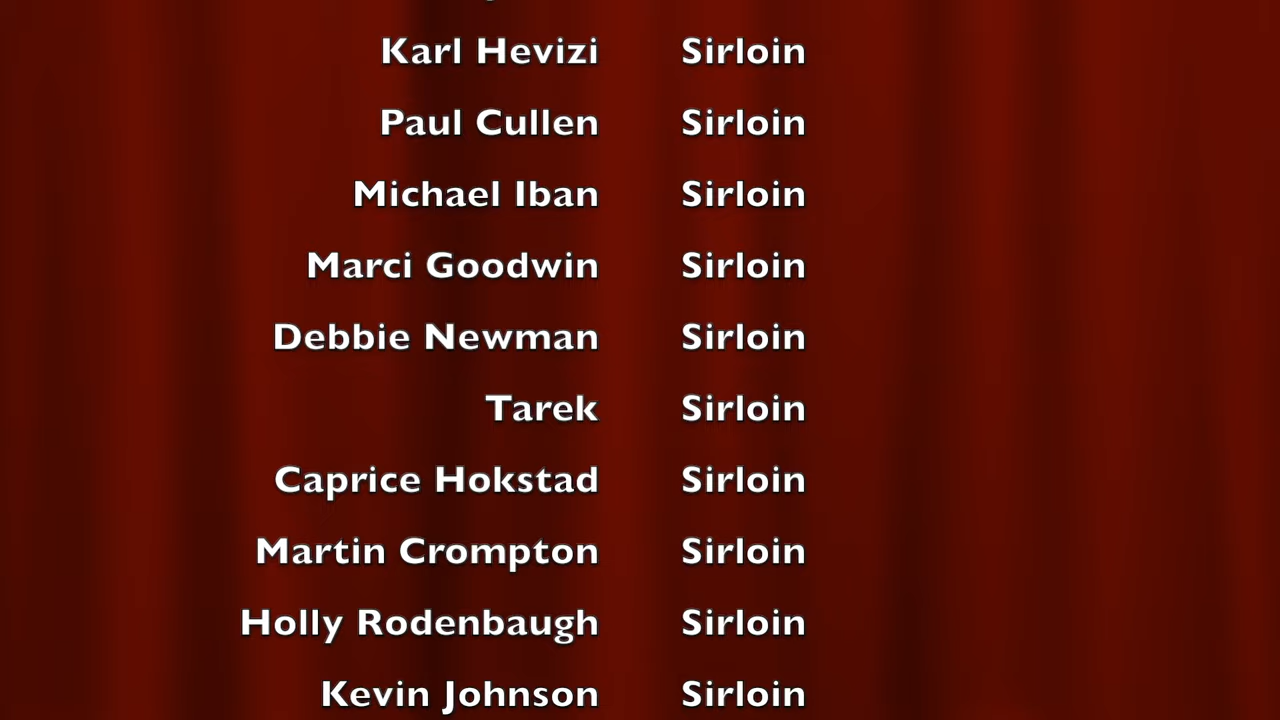 Karl Hevizi Sirloin
Paul Cullen Sirloin
Michael Iban Sirloin
Marci Goodwin Sirloin
Debbie Newman Sirloin
Tarek Sirloin
Caprice Hokstad Sirloin
Martin Crompton Sirloin
Holly Rodenbaugh Sirloin
Kevin Johnson Sirloin